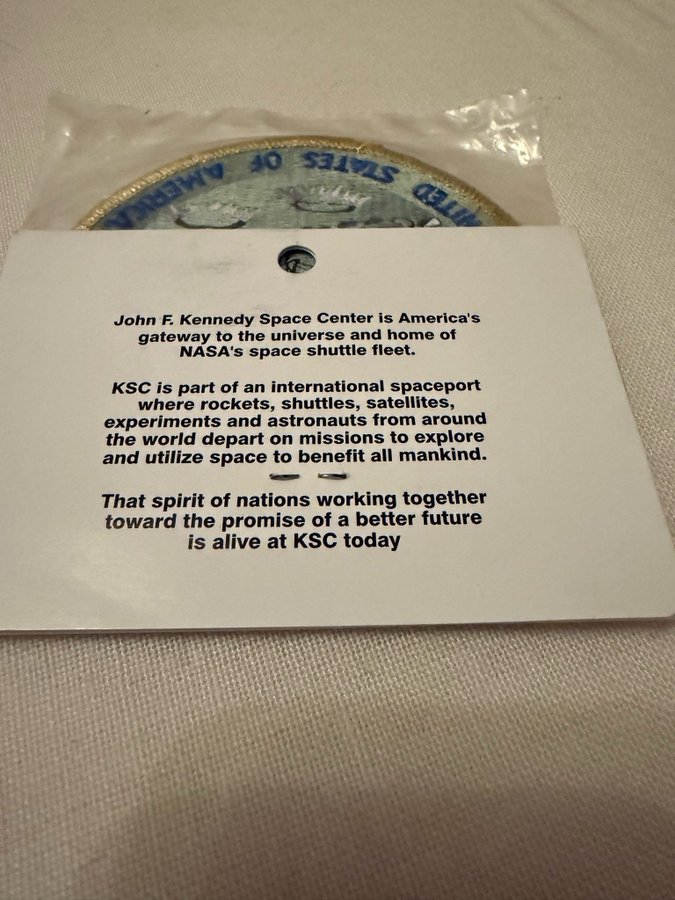 UNITED STATES OF AMERICA
John F. Kennedy Space Center is America's
gateway to the universe and home of
NASA's space shuttle fleet.
KSC is part of an international spaceport
where rockets, shuttles, satellites,
experiments and astronauts from around
the world depart on missions to explore
and utilize space to benefit all mankind.
That spirit of nations working together
toward the promise of a better future
is alive at KSC today